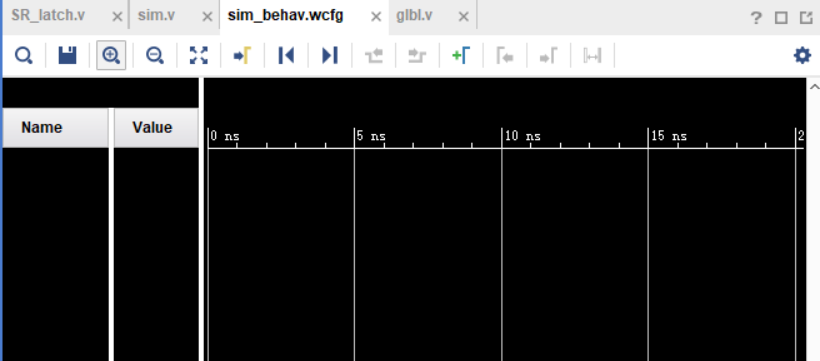 SR_latch.v × sim.v × sim_behav.wcfg × glbl.v × ?
Name Value
0 ns 5 ns 10 ns 15 ns 2